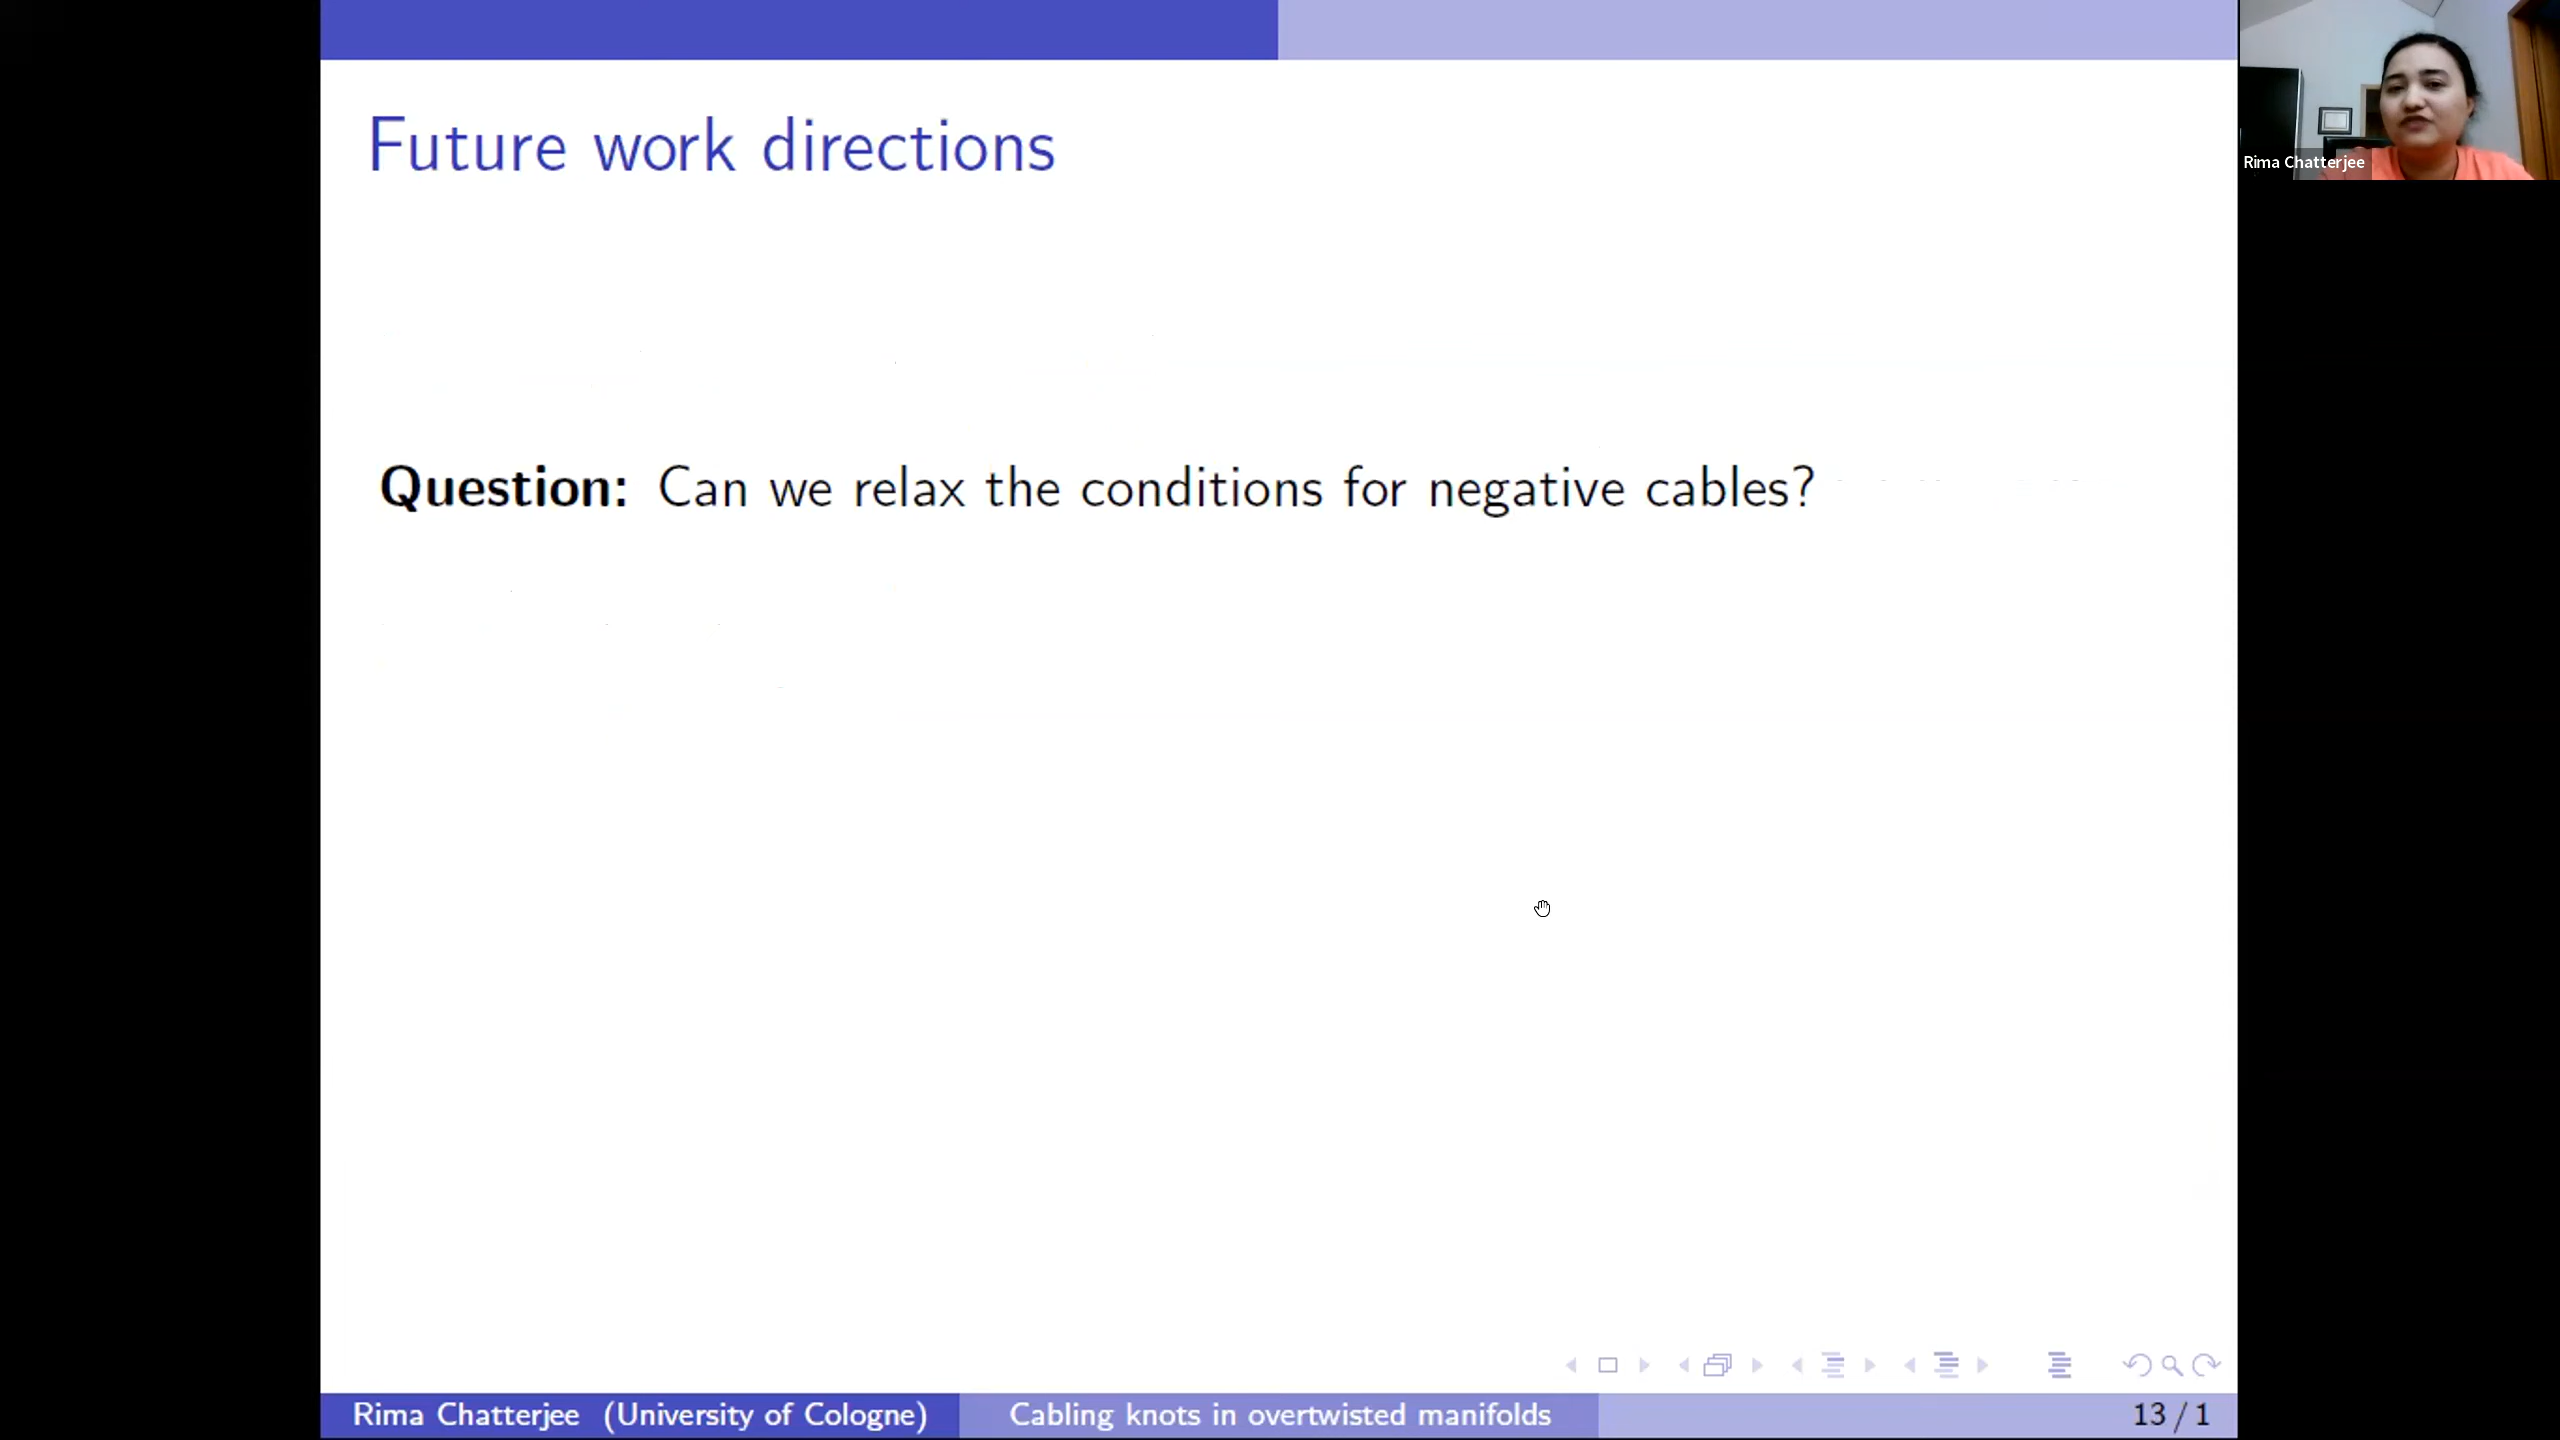 Future work directions
Rima Chatterjee
Question: Can we relax the conditions for negative cables?
Rima Chatterjee (University of Cologne)
Cabling knots in overtwisted manifolds
13 / 1